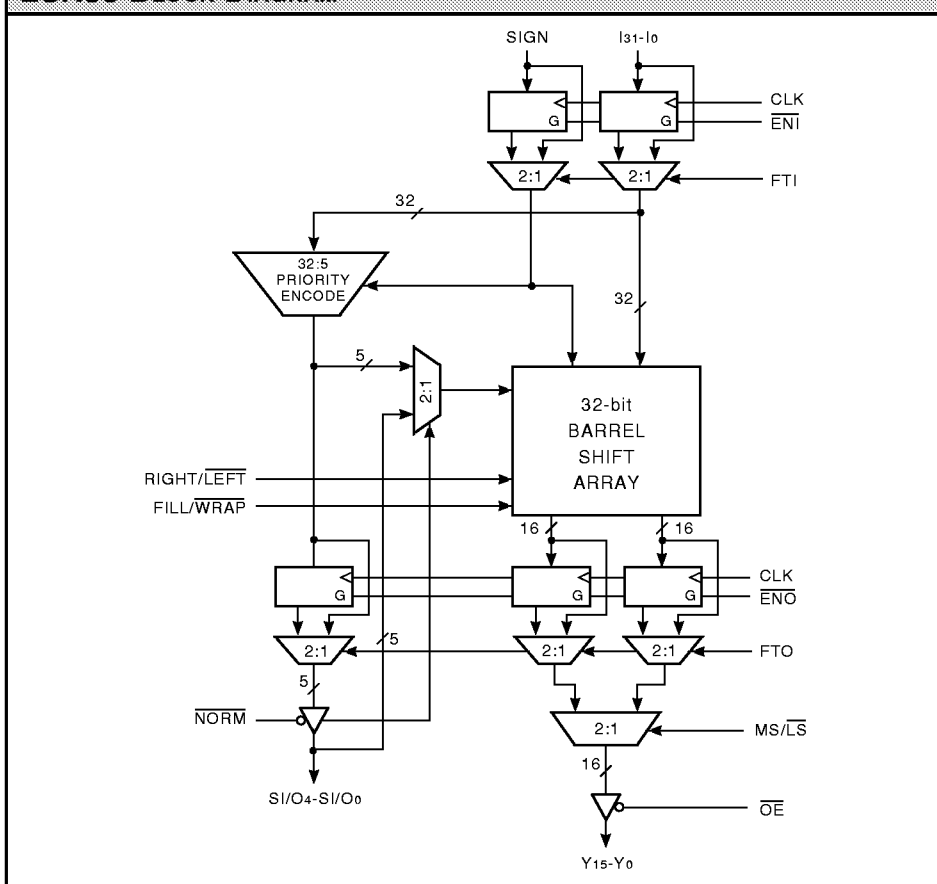 SIGN
I31-I0
CLK
G
G
ENI
2:1
2:1
FTI
32
32:5
PRIORITY
ENCODE
32
5
2:1
32-bit
BARREL
SHIFT
ARRAY
RIGHT/LEFT
FILL/WRAP
16
16
CLK
G
G
G
ENO
5
2:1
2:1
2:1
FTO
5
NORM
2:1
MS/LS
16
SI/O4-SI/O0
OE
Y15-Y0